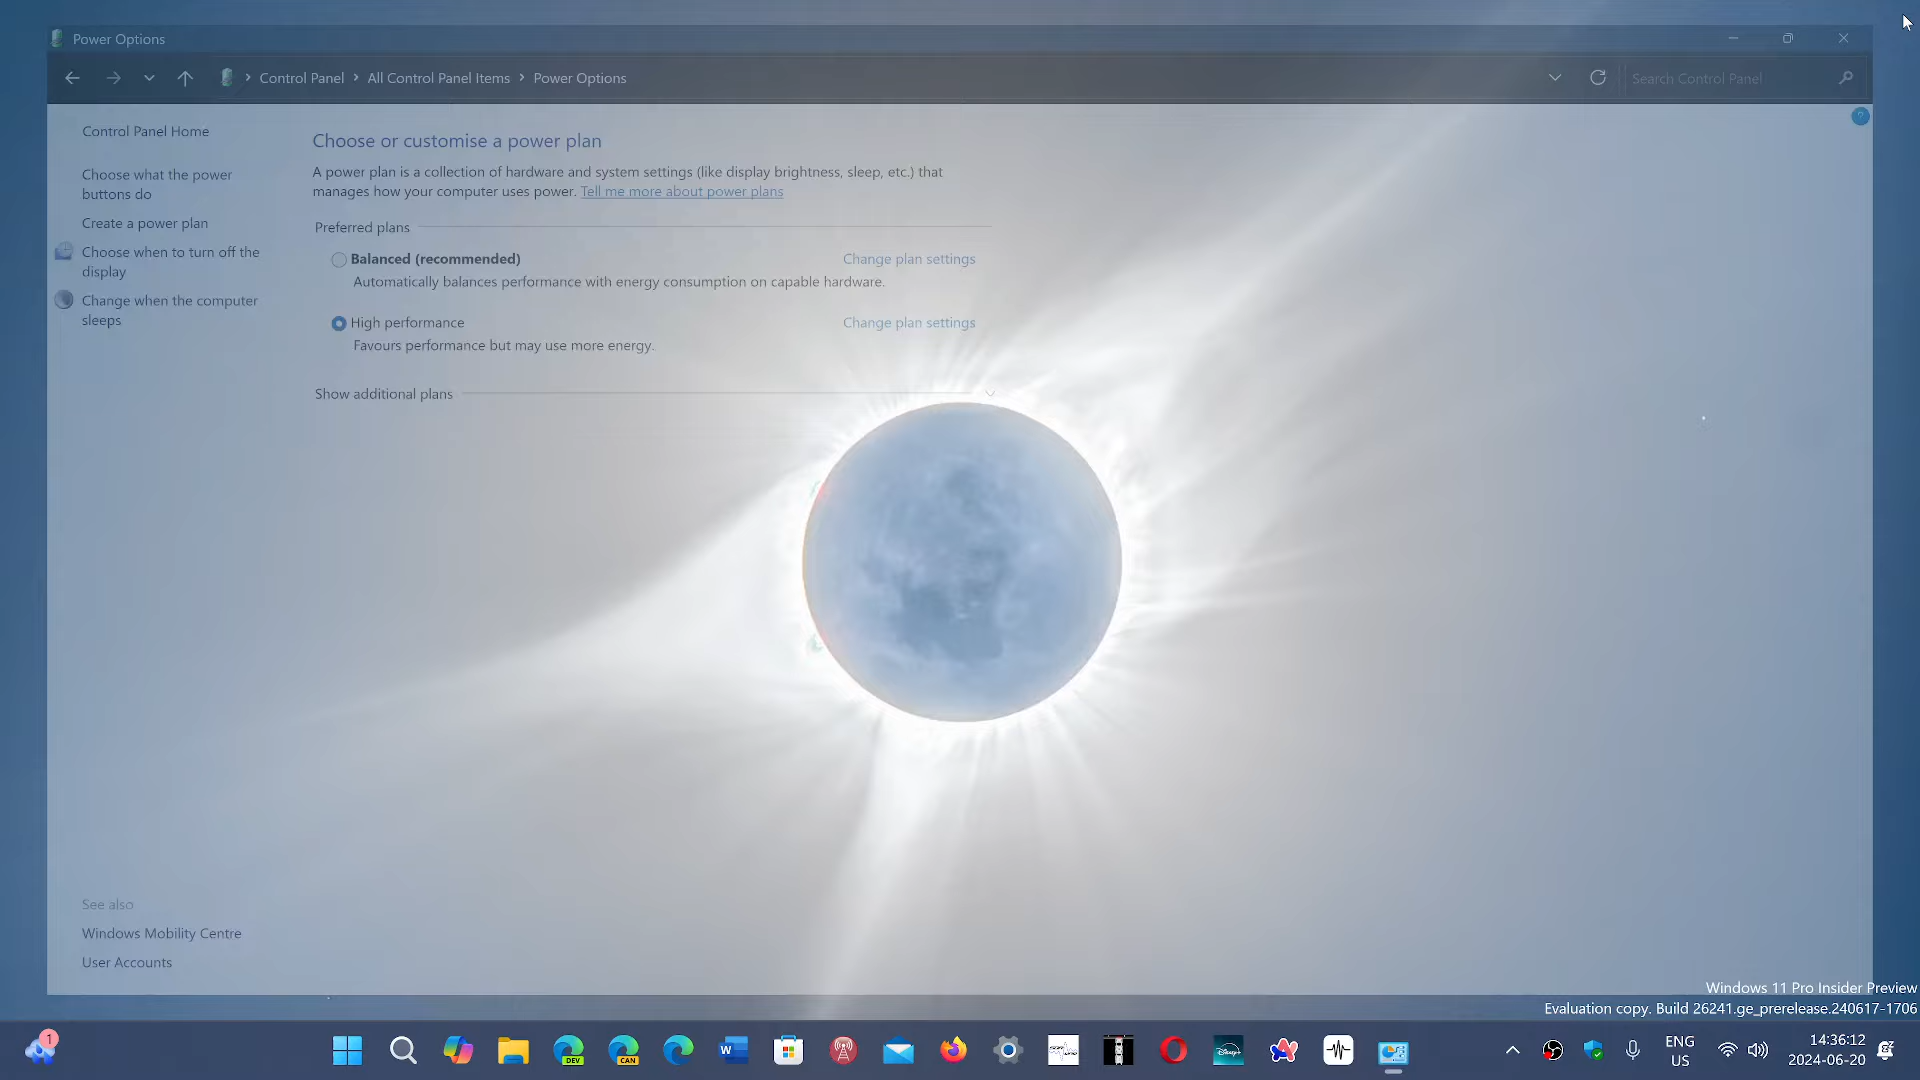 Power Options
Control Panel > All Control Panel Items > Power Options
Search Control Panel
Control Panel Home
Choose what the power
buttons do
Create a power plan
Choose when to turn off the
display
Change when the computer
sleeps
Choose or customise a power plan
A power plan is a collection of hardware and system settings (like display brightness, sleep, etc.) that
manages how your computer uses power. Tell me more about power plans
Preferred plans
Balanced (recommended) Change plan settings
Automatically balances performance with energy consumption on capable hardware.
High performance Change plan settings
Favours performance but may use more energy.
Show additional plans
See also
Windows Mobility Centre
User Accounts
Windows 11 Pro Insider Preview
Evaluation copy. Build 26241.ge_prerelease.240617-1706
1
DEV
CAN
W
Disney+
ENG
US
14:36:12
2024-06-20